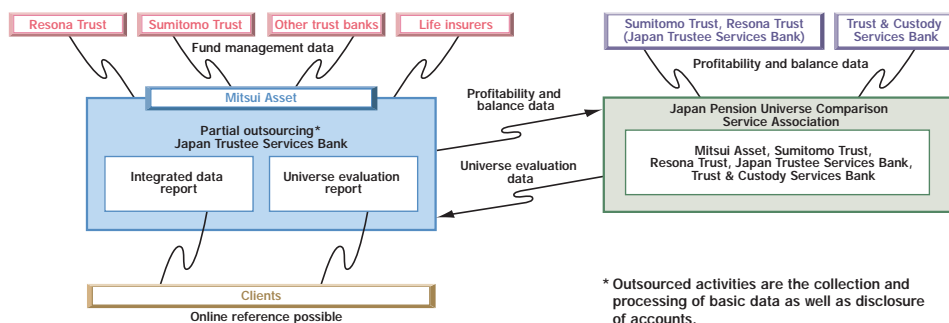 Resona Trust
Sumitomo Trust
Other trust banks
Life insurers
Fund management data
Mitsui Asset
Partial outsourcing*
Japan Trustee Services Bank
Integrated data
report
Universe evaluation
report
Clients
Online reference possible
Profitability and
balance data
Universe evaluation
data
Sumitomo Trust, Resona Trust
(Japan Trustee Services Bank)
Trust & Custody
Services Bank
Profitability and balance data
Japan Pension Universe Comparison
Service Association
Mitsui Asset, Sumitomo Trust,
Resona Trust, Japan Trustee Services Bank,
Trust & Custody Services Bank
* Outsourced activities are the collection and
processing of basic data as well as disclosure
of accounts.